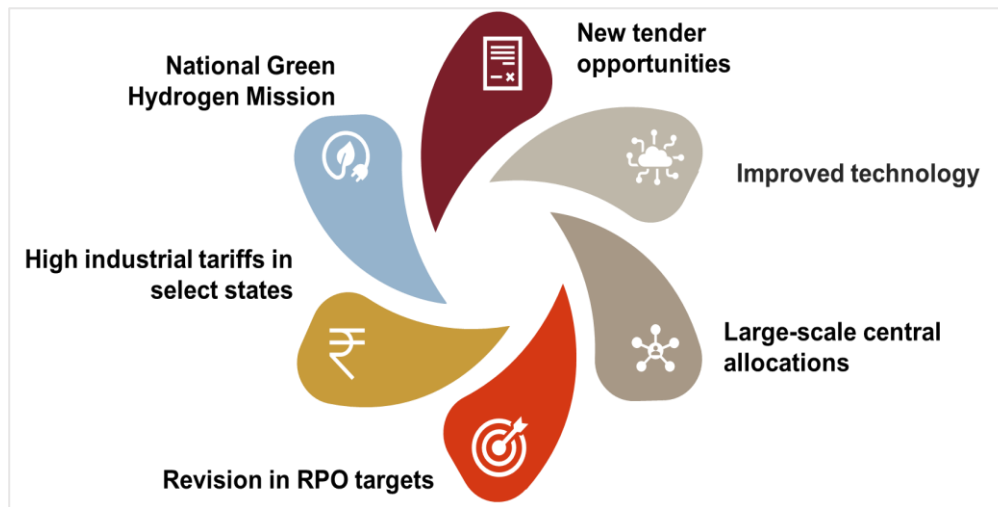 New tender
opportunities
National Green
Hydrogen Mission
Improved technology
High industrial tariffs in
select states
Large-scale central
allocations
Revision in RPO targets
₹